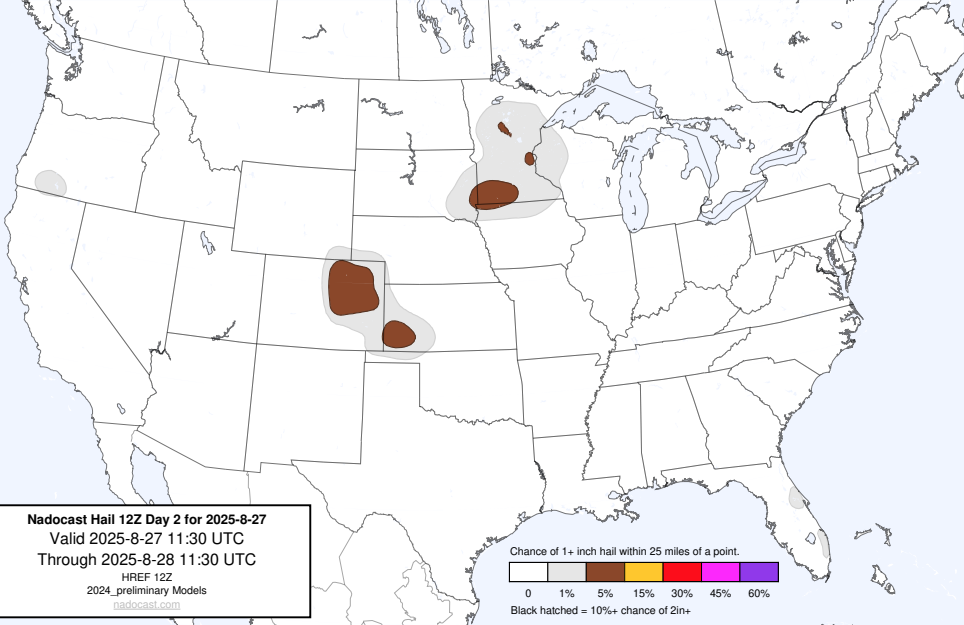 Nadocast Hail 12Z Day 2 for 2025-8-27
Valid 2025-8-27 11:30 UTC
Through 2025-8-28 11:30 UTC
HREF 12Z
2024_preliminary Models
nadocast.com
Chance of 1+ inch hail within 25 miles of a point.
0 1% 5% 15% 30% 45% 60%
Black hatched = 10%+ chance of 2in+